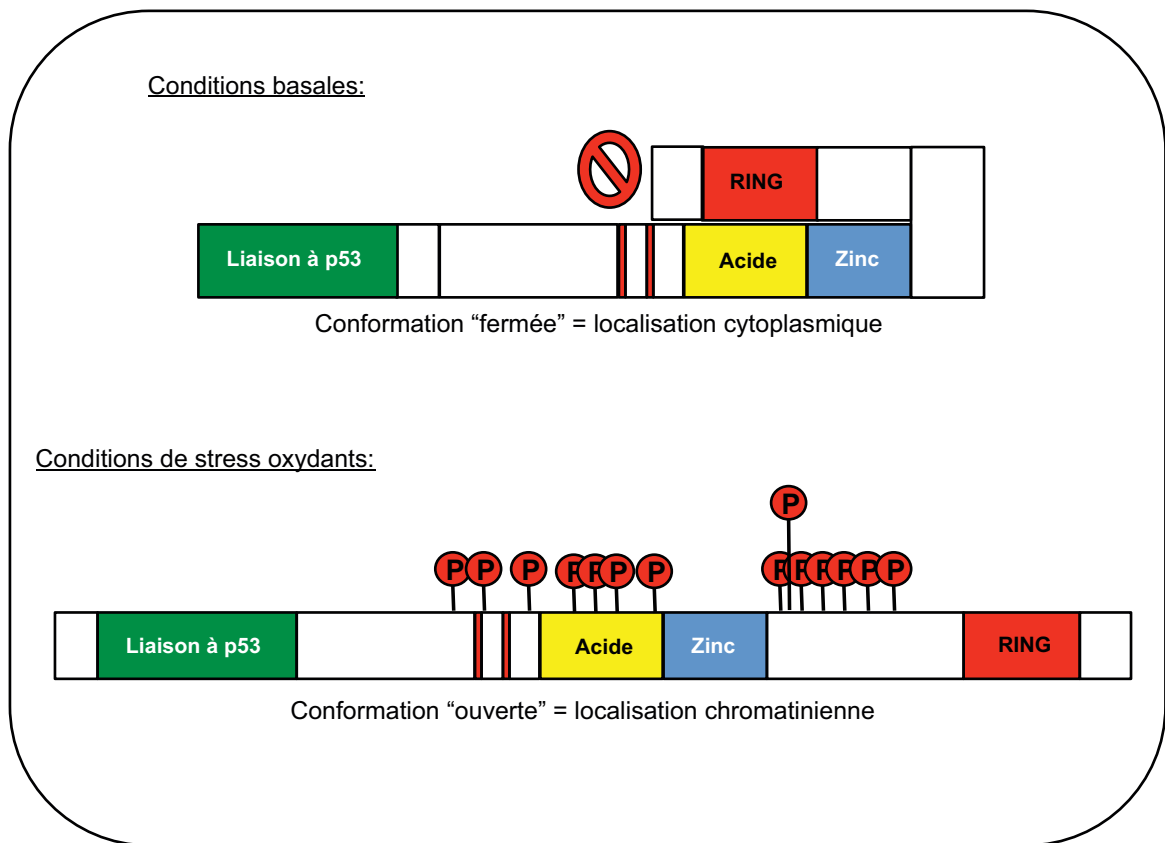 Conditions basales:
RING
Liaison à p53
Acide
Zinc
Conformation “fermée” = localisation cytoplasmique
Conditions de stress oxydants:
P
P P P P P P P P P P P P P
Liaison à p53
Acide
Zinc
RING
Conformation “ouverte” = localisation chromatinienne